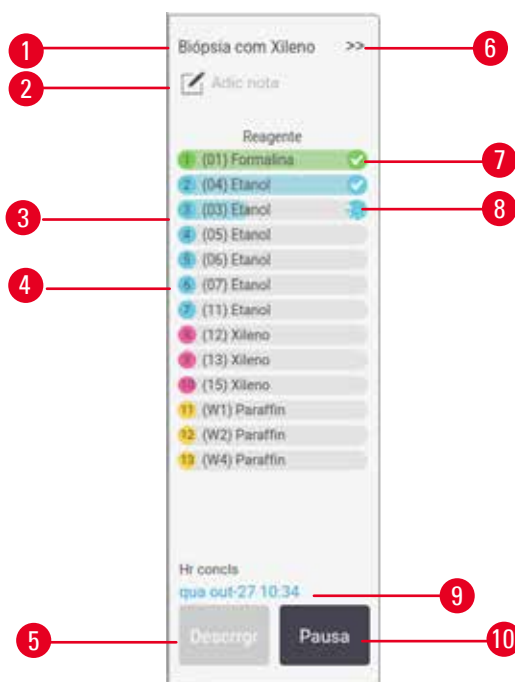 1 Biópsia com Xileno >> 6
2 Adic nota
Reagente
1 (01) Formalina 7
2 (04) Etanol
3 3 (03) Etanol 8
4 (05) Etanol
5 (06) Etanol
4 6 (07) Etanol
7 (11) Etanol
8 (12) Xileno
9 (13) Xileno
10 (15) Xileno
11 (W1) Paraffin
12 (W2) Paraffin
13 (W4) Paraffin
Hr concls
qua out-27 10:34 9
5 Descrrgr Pausa 10